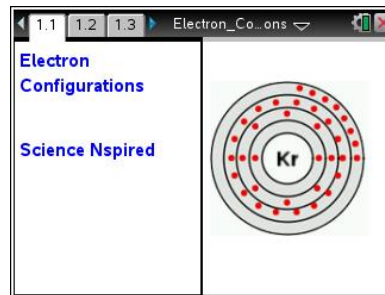 1.1 1.2 1.3 Electron_Co...ons
Electron
Configurations
Science Nspired
Kr